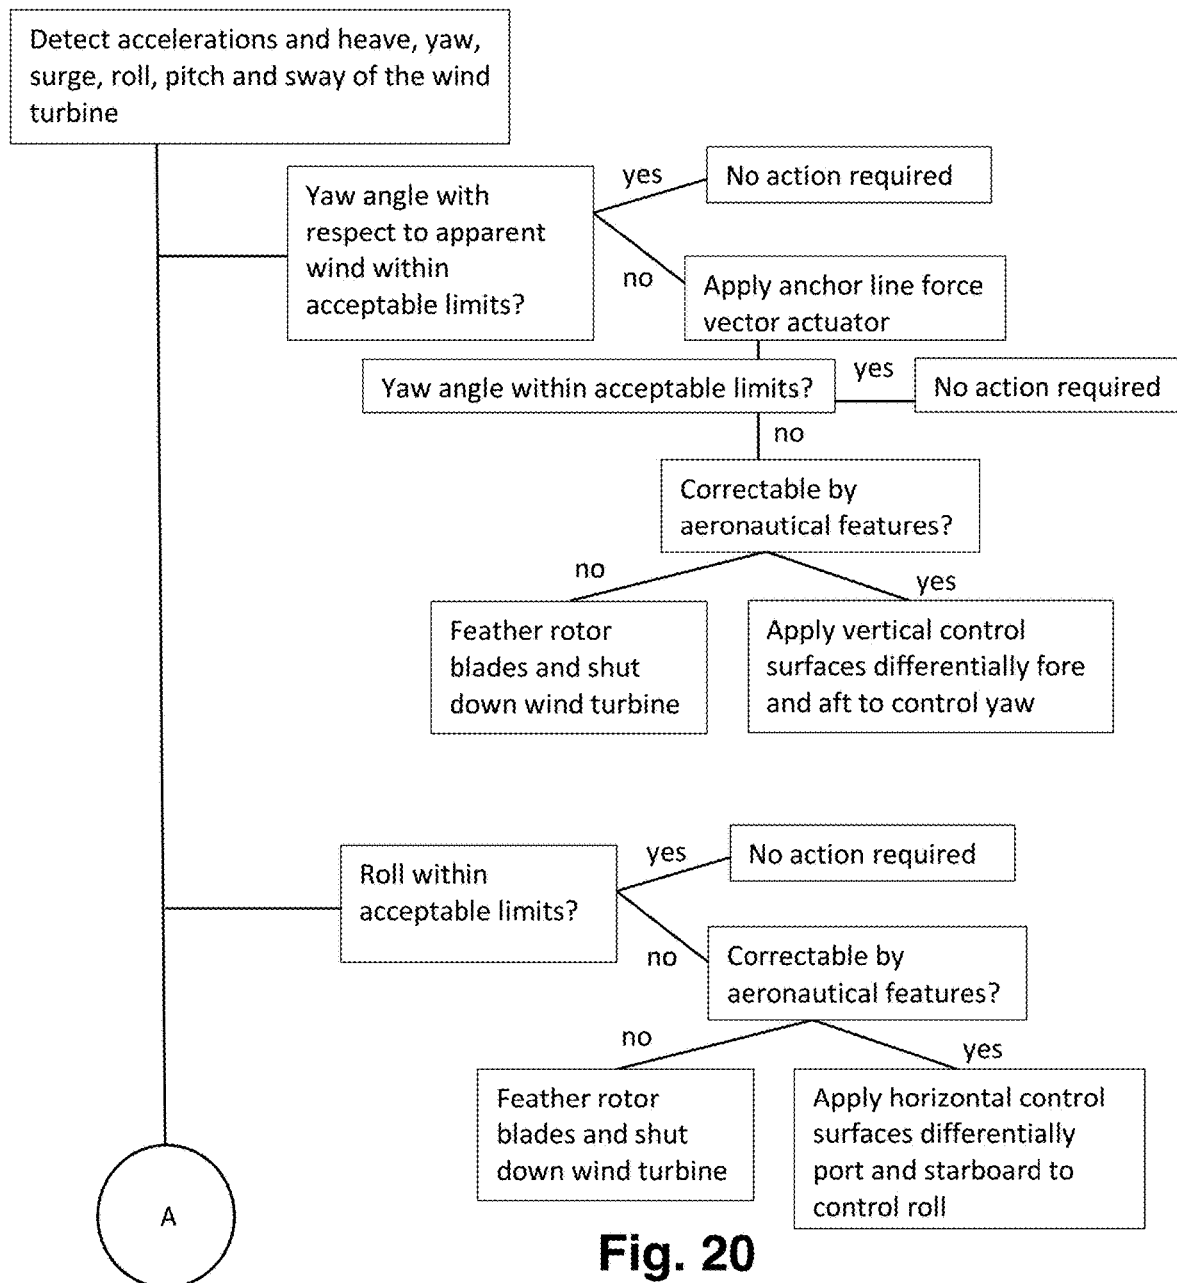 Detect accelerations and heave, yaw,
surge, roll, pitch and sway of the wind
turbine
Yaw angle with
respect to apparent
wind within
acceptable limits?
yes
No action required
no
Apply anchor line force
vector actuator
Yaw angle within acceptable limits?
yes
No action required
no
Correctable by
aeronautical features?
no
yes
Feather rotor
blades and shut
down wind turbine
Apply vertical control
surfaces differentially fore
and aft to control yaw
Roll within
acceptable limits?
yes
No action required
no
Correctable by
aeronautical features?
no
yes
Feather rotor
blades and shut
down wind turbine
Apply horizontal control
surfaces differentially
port and starboard to
control roll
A
Fig. 20